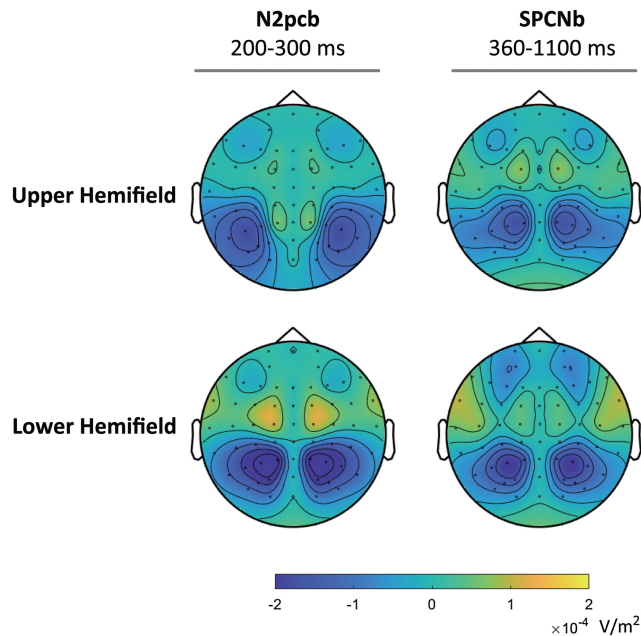 N2pcb
200-300 ms
SPCNb
360-1100 ms
Upper Hemifield
Lower Hemifield
-2 -1 0 1 2
×10⁻⁴ V/m²